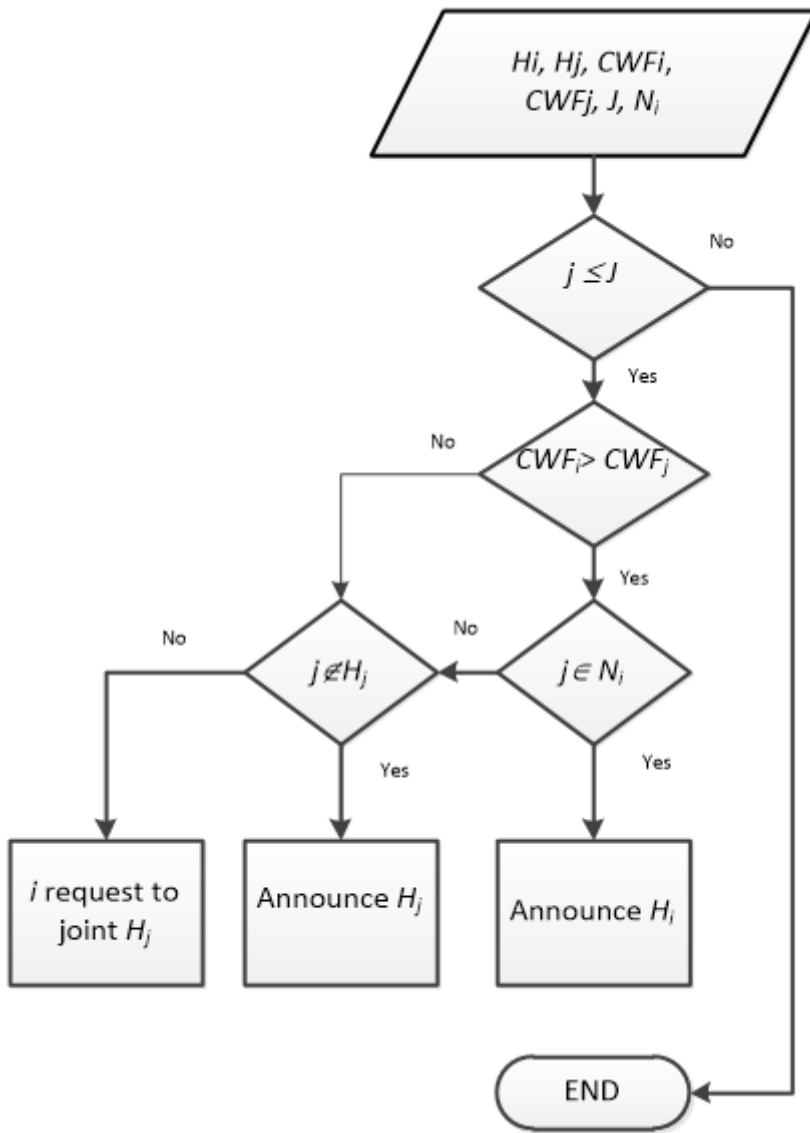 Hi, Hj, CWFi,
CWFj, J, Nᵢ
No
j ≤ J
Yes
No
CWFᵢ> CWFⱼ
Yes
No
No
j ∉ Hⱼ
j ∈ Nᵢ
Yes
Yes
i request to
joint Hⱼ
Announce Hⱼ
Announce Hᵢ
END